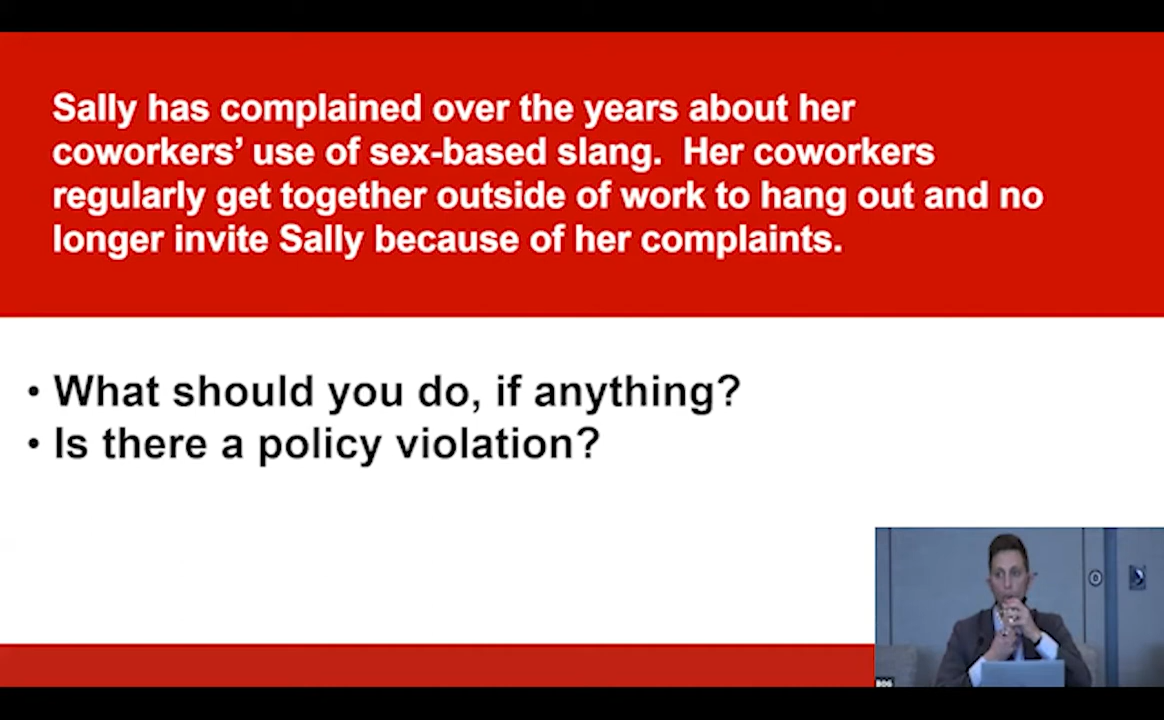 Sally has complained over the years about her
coworkers’ use of sex-based slang.  Her coworkers
regularly get together outside of work to hang out and no
longer invite Sally because of her complaints.
• What should you do, if anything?
• Is there a policy violation?
BOG